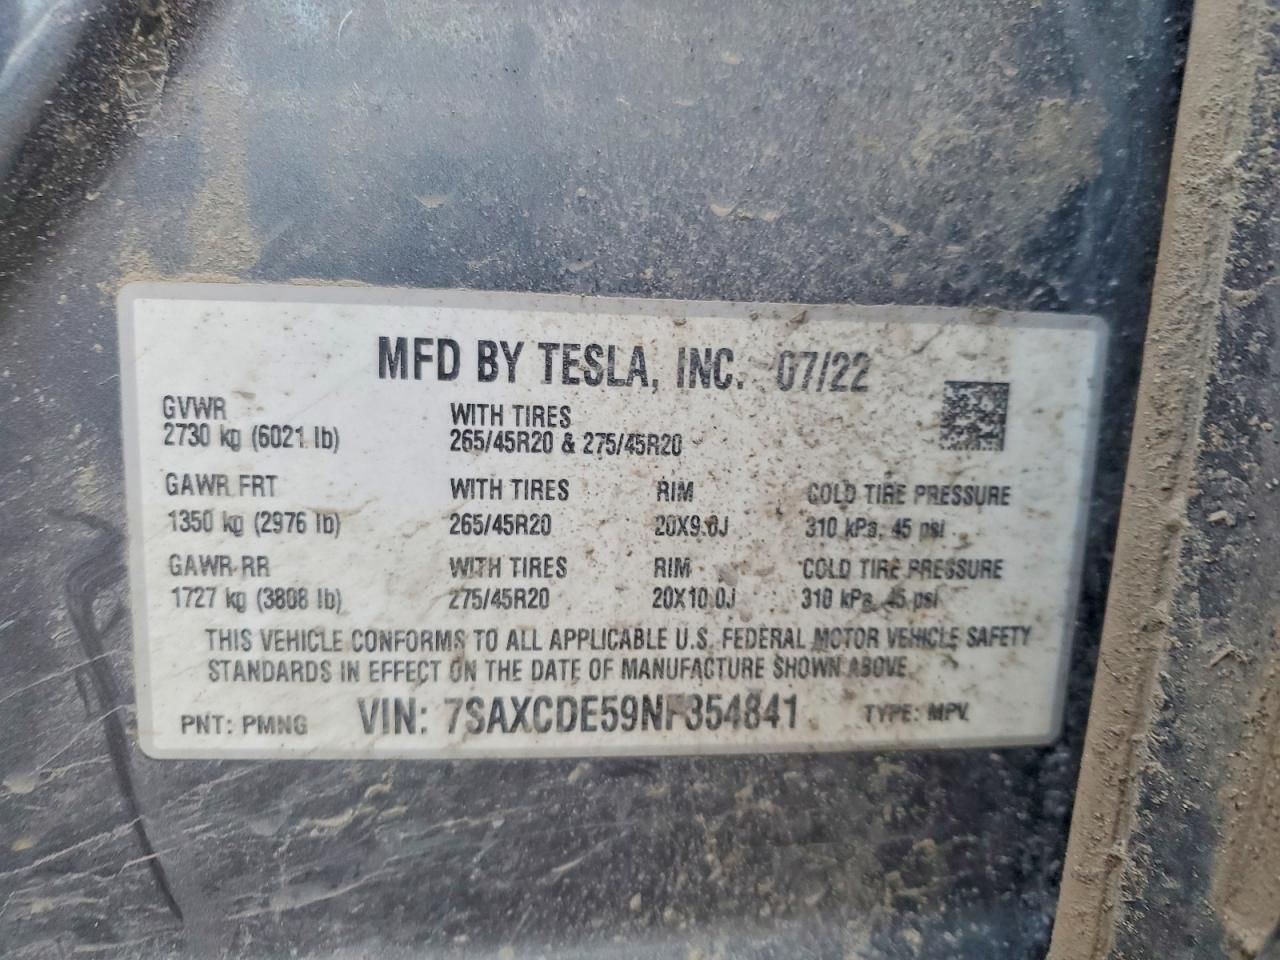 MFD BY TESLA, INC. 07/22
GVWR WITH TIRES
2730 kg (6021 lb) 265/45R20 & 275/45R20
GAWR FRT WITH TIRES RIM COLD TIRE PRESSURE
1350 kg (2976 lb) 265/45R20 20X9.0J 310 kPa, 45 psi
GAWR RR WITH TIRES RIM COLD TIRE PRESSURE
1727 kg (3808 lb) 275/45R20 20X10.0J 310 kPa, 45 psi
THIS VEHICLE CONFORMS TO ALL APPLICABLE U.S. FEDERAL MOTOR VEHICLE SAFETY
STANDARDS IN EFFECT ON THE DATE OF MANUFACTURE SHOWN ABOVE
PNT: PMNG VIN: 7SAXCDE59NF354841 TYPE: MPV